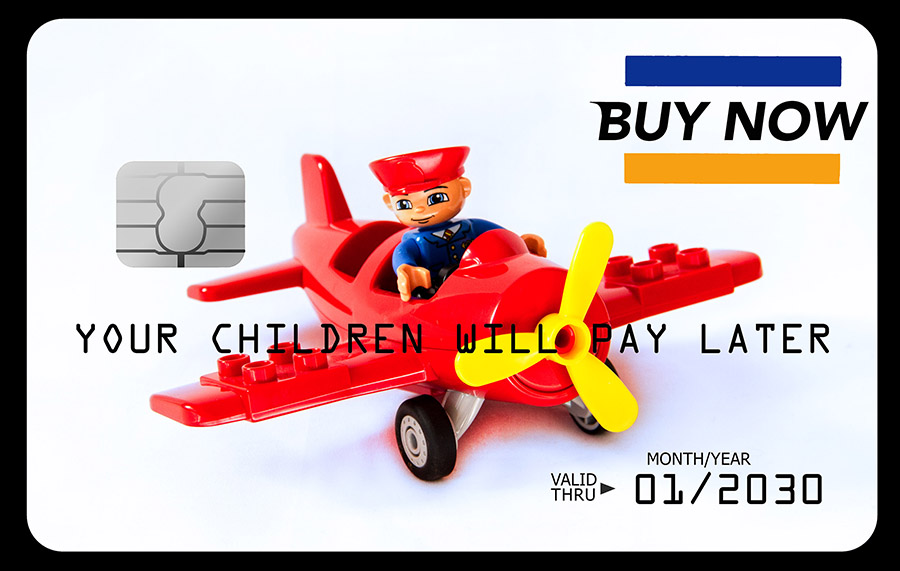 BUY NOW
YOUR CHILDREN WILL PAY LATER
MONTH/YEAR
VALID
THRU
01/2030